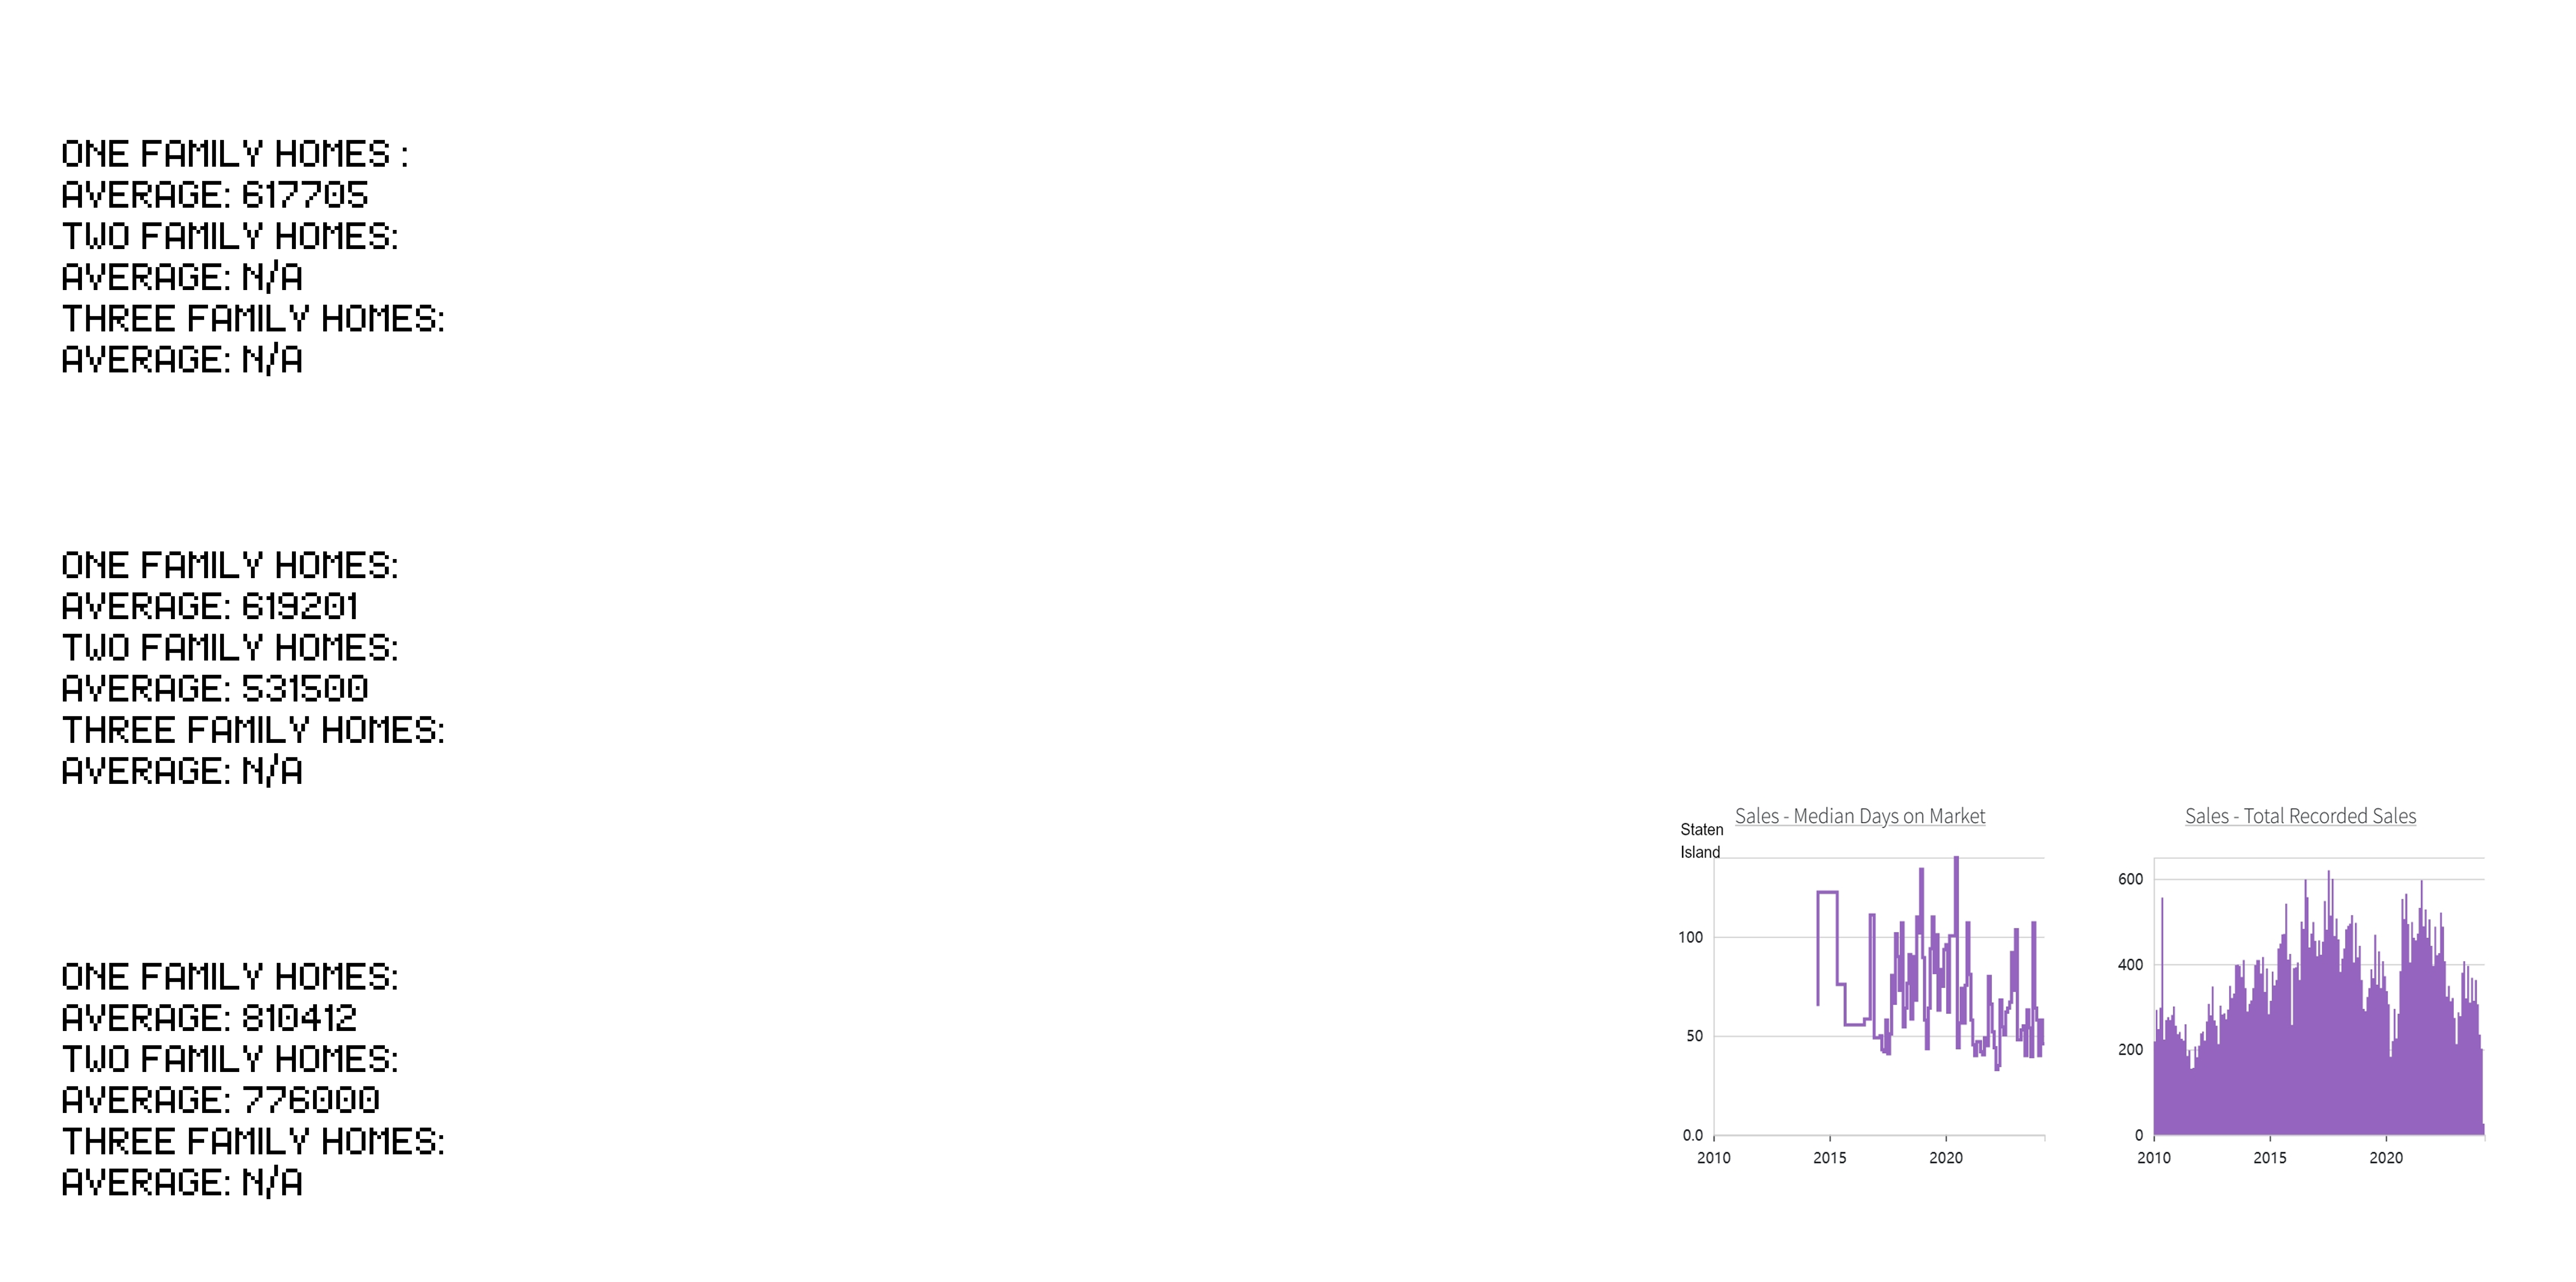 ONE FAMILY HOMES :
AVERAGE: 617705
TWO FAMILY HOMES:
AVERAGE: N/A
THREE FAMILY HOMES:
AVERAGE: N/A
ONE FAMILY HOMES:
AVERAGE: 619201
TWO FAMILY HOMES:
AVERAGE: 531500
THREE FAMILY HOMES:
AVERAGE: N/A
ONE FAMILY HOMES:
AVERAGE: 810412
TWO FAMILY HOMES:
AVERAGE: 776000
THREE FAMILY HOMES:
AVERAGE: N/A
Sales - Median Days on Market
Staten
Island
100
50
0.0
2010 2015 2020
Sales - Total Recorded Sales
600
400
200
0
2010 2015 2020